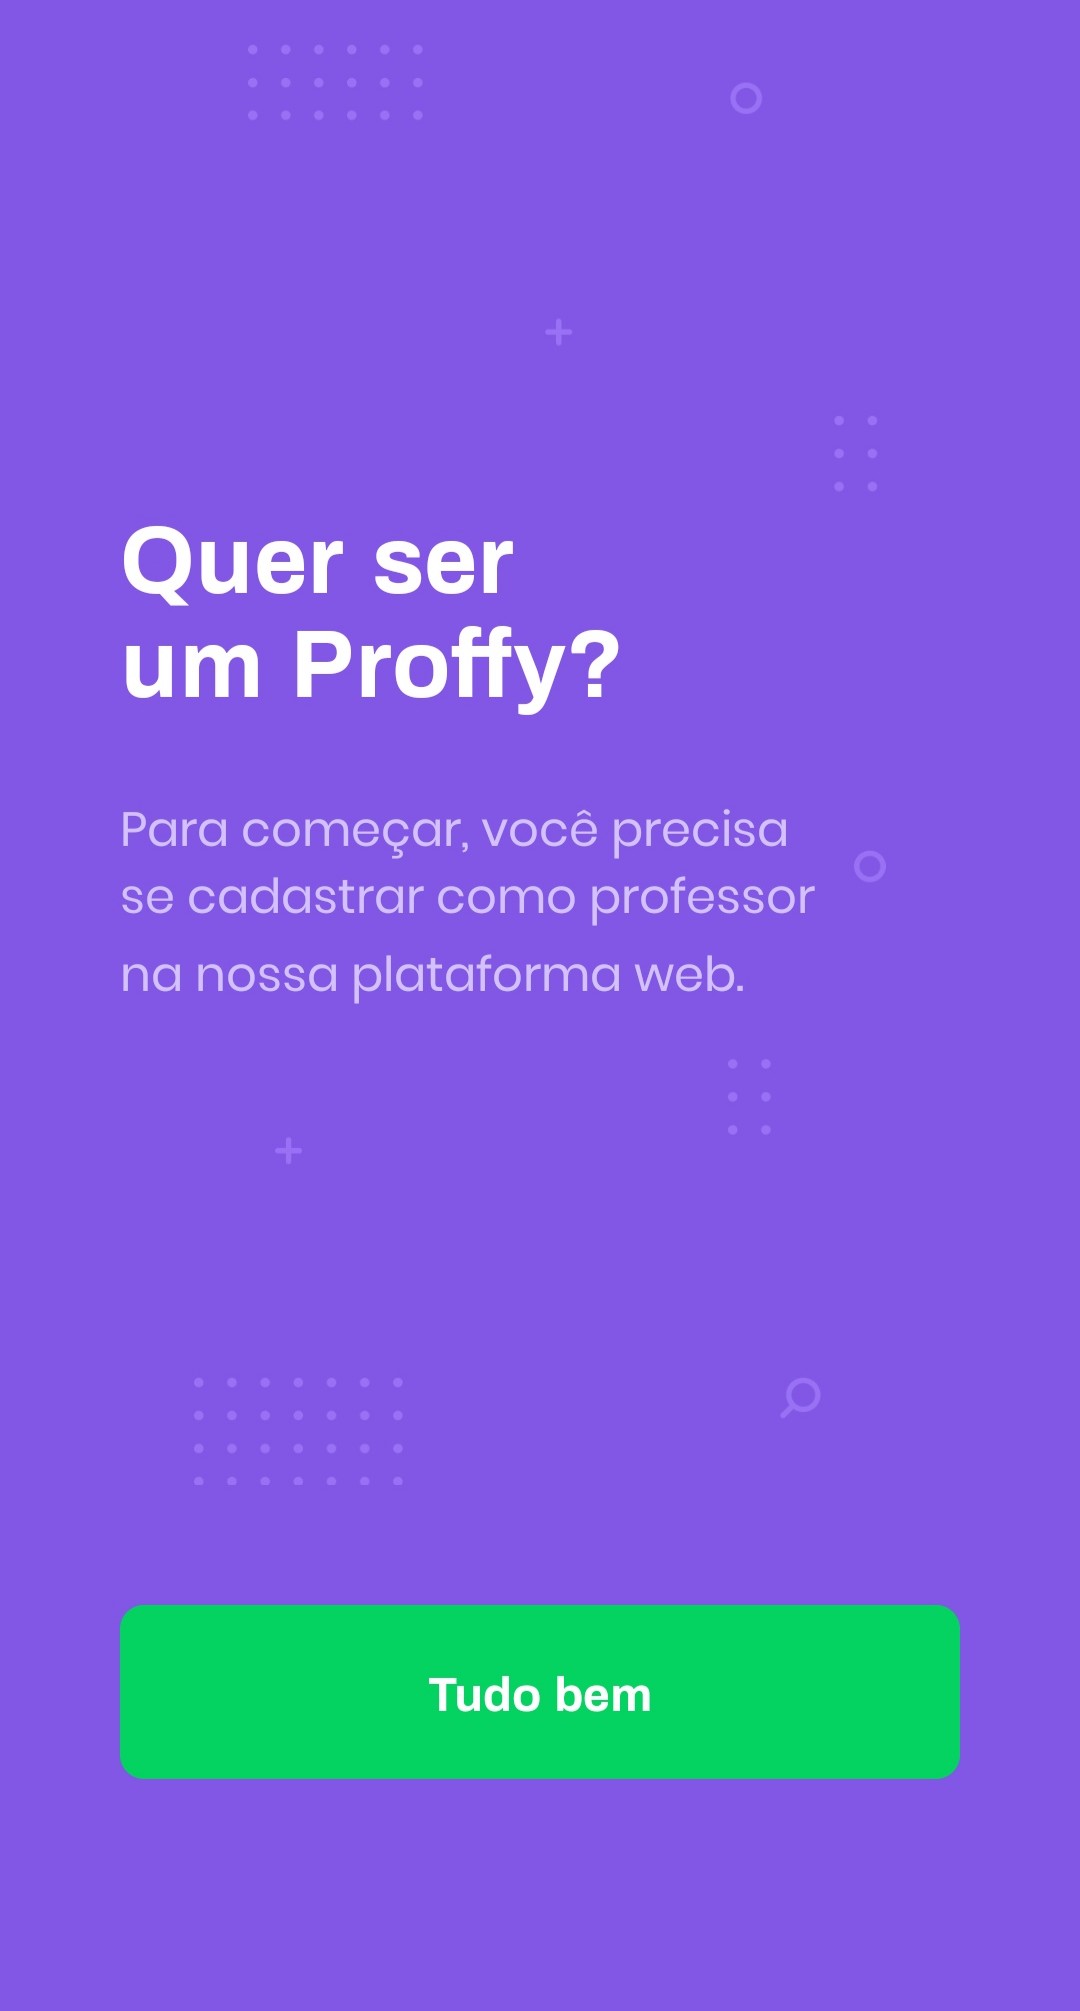 Quer ser
um Proffy?
Para começar, você precisa
se cadastrar como professor
na nossa plataforma web.
Tudo bem